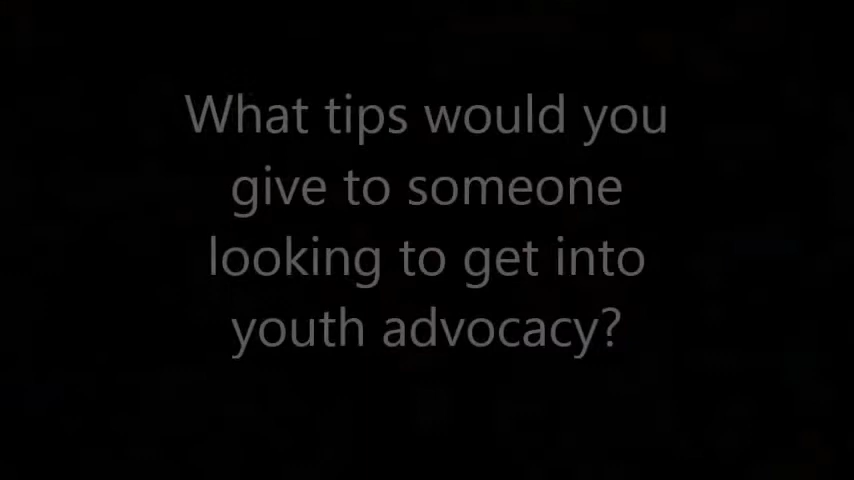 What tips would you
give to someone
looking to get into
youth advocacy?